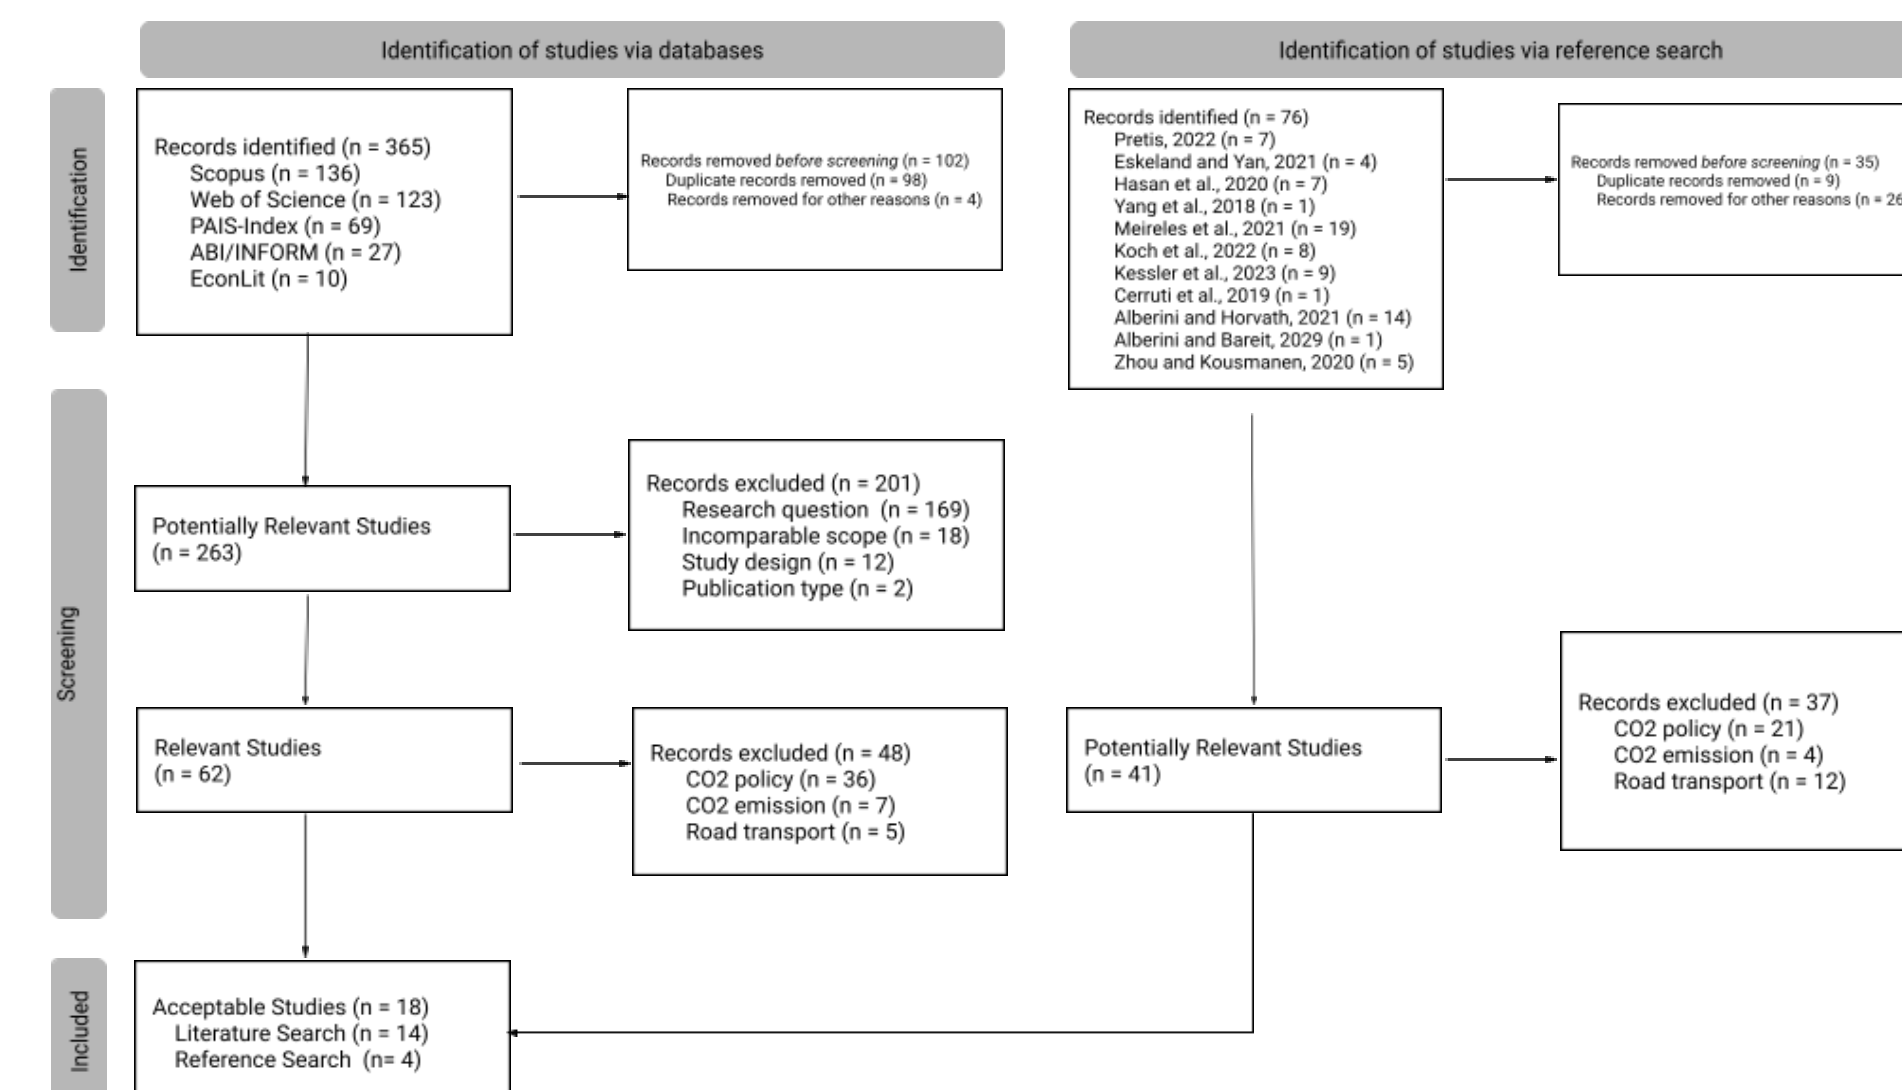 Identification of studies via databases
Identification of studies via reference search
Identification
Records identified (n = 365)
Scopus (n = 136)
Web of Science (n = 123)
PAIS-Index (n = 69)
ABI/INFORM (n = 27)
EconLit (n = 10)
Records removed before screening (n = 102)
Duplicate records removed (n = 98)
Records removed for other reasons (n = 4)
Records identified (n = 76)
Pretis, 2022 (n = 7)
Eskeland and Yan, 2021 (n = 4)
Hasan et al., 2020 (n = 7)
Yang et al., 2018 (n = 1)
Meireles et al., 2021 (n = 19)
Koch et al., 2022 (n = 8)
Kessler et al., 2023 (n = 9)
Cerruti et al., 2019 (n = 1)
Alberini and Horvath, 2021 (n = 14)
Alberini and Bareit, 2029 (n = 1)
Zhou and Kousmanen, 2020 (n = 5)
Records removed before screening (n = 35)
Duplicate records removed (n = 9)
Records removed for other reasons (n = 26
Screening
Potentially Relevant Studies
(n = 263)
Records excluded (n = 201)
Research question (n = 169)
Incomparable scope (n = 18)
Study design (n = 12)
Publication type (n = 2)
Relevant Studies
(n = 62)
Records excluded (n = 48)
CO2 policy (n = 36)
CO2 emission (n = 7)
Road transport (n = 5)
Potentially Relevant Studies
(n = 41)
Records excluded (n = 37)
CO2 policy (n = 21)
CO2 emission (n = 4)
Road transport (n = 12)
Included
Acceptable Studies (n = 18)
Literature Search (n = 14)
Reference Search (n= 4)